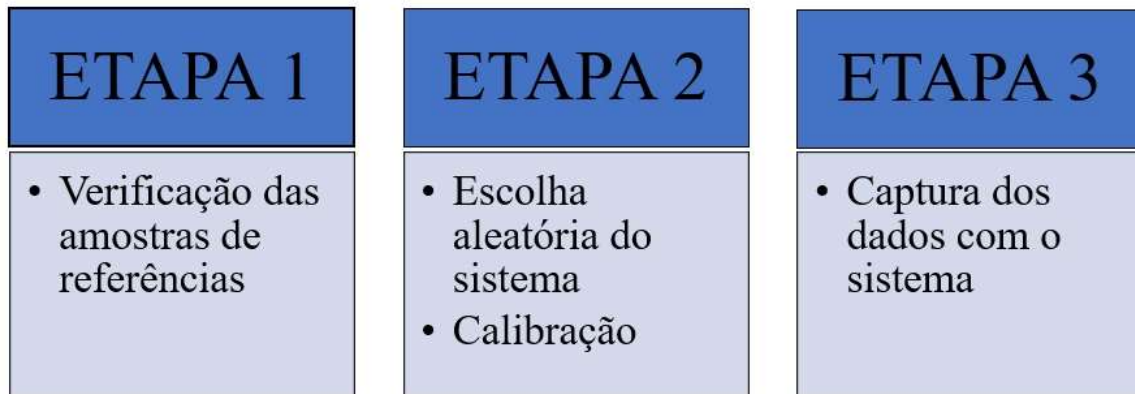 ETAPA 1
• Verificação das
amostras de
referências
ETAPA 2
• Escolha
aleatória do
sistema
• Calibração
ETAPA 3
• Captura dos
dados com o
sistema